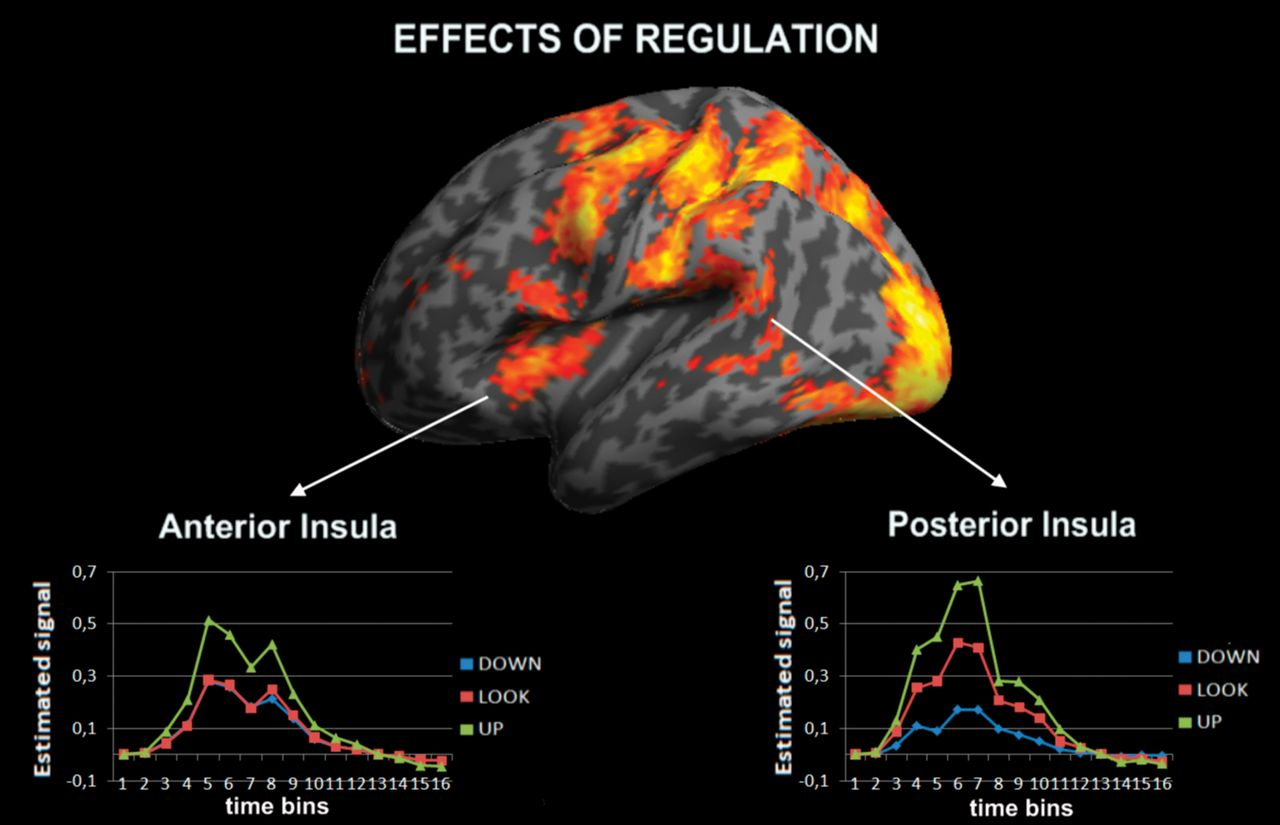 EFFECTS OF REGULATION
Anterior Insula
Estimated signal
0,7
0,5
0,3
0,1
-0,1
1 2 3 4 5 6 7 8 9 10 11 12 13 14 15 16
time bins
DOWN
LOOK
UP
Posterior Insula
Estimated signal
0,7
0,5
0,3
0,1
-0,1
1 2 3 4 5 6 7 8 9 10 11 12 13 14 15 16
time bins
DOWN
LOOK
UP